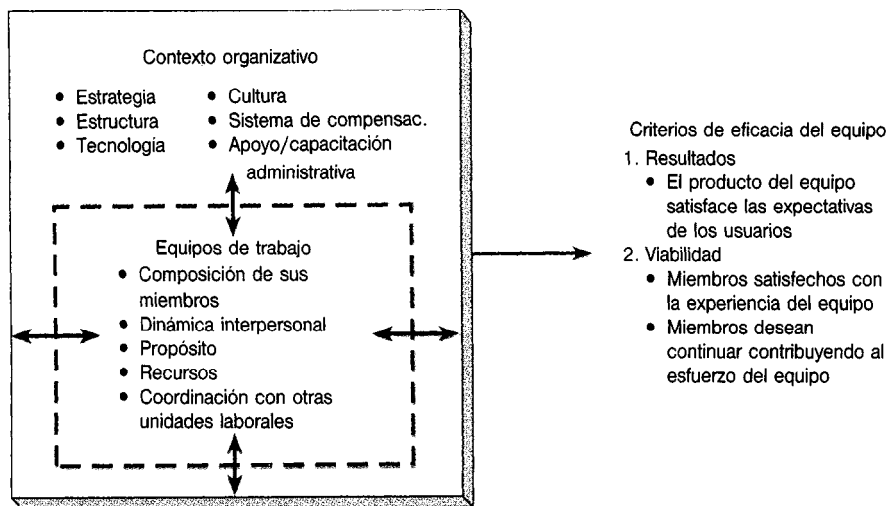 Contexto organizativo
• Estrategia
• Estructura
• Tecnología
• Cultura
• Sistema de compensac.
• Apoyo/capacitación
administrativa
Equipos de trabajo
• Composición de sus
miembros
• Dinámica interpersonal
• Propósito
• Recursos
• Coordinación con otras
unidades laborales
Criterios de eficacia del equipo
1. Resultados
• El producto del equipo
satisface las expectativas
de los usuarios
2. Viabilidad
• Miembros satisfechos con
la experiencia del equipo
• Miembros desean
continuar contribuyendo al
esfuerzo del equipo